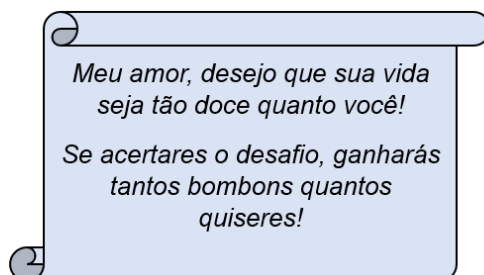 Meu amor, desejo que sua vida
seja tão doce quanto você!
Se acertares o desafio, ganharás
tantos bombons quantos
quiseres!